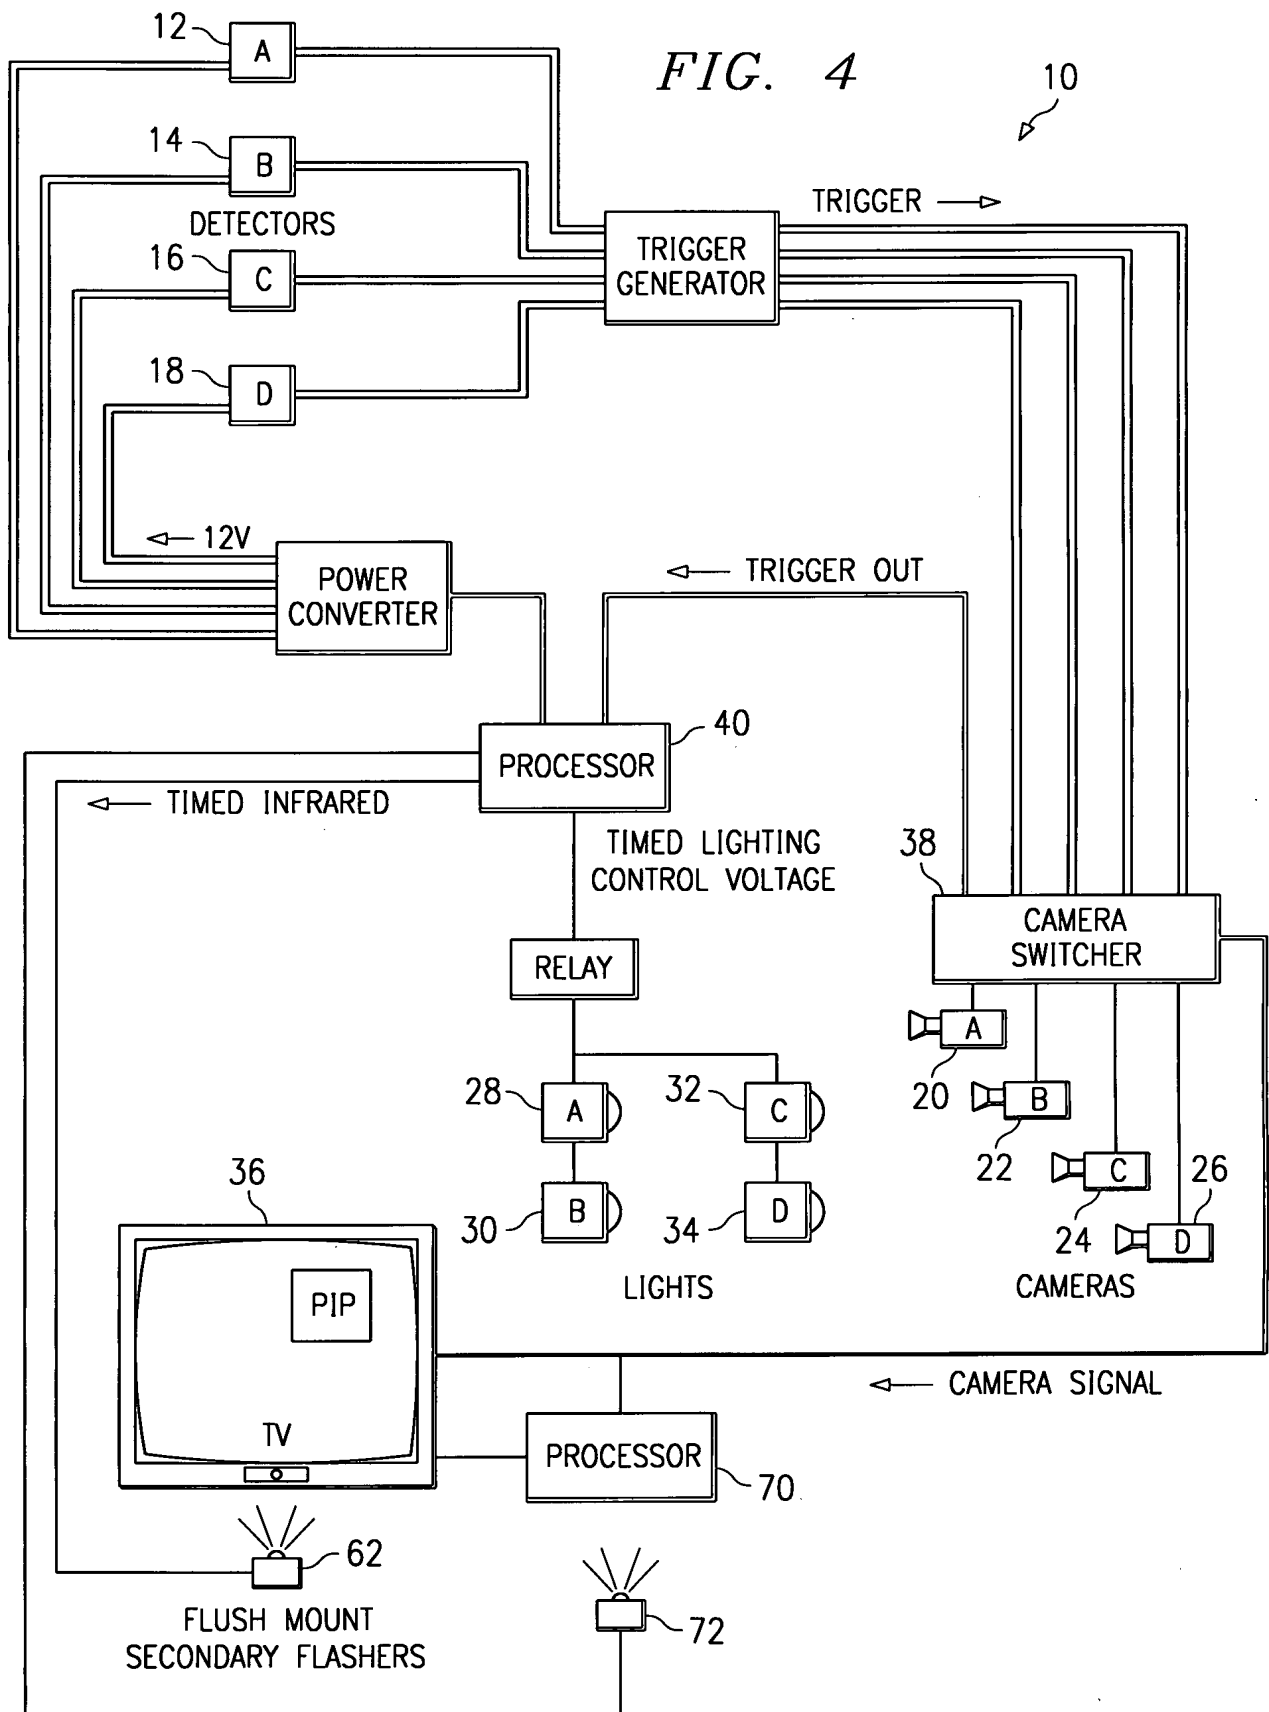 FIG. 4
10
12
A
14
B
DETECTORS
16
C
18
D
TRIGGER
TRIGGER
GENERATOR
12V
POWER
CONVERTER
TRIGGER OUT
40
PROCESSOR
TIMED INFRARED
TIMED LIGHTING
CONTROL VOLTAGE
38
CAMERA
SWITCHER
RELAY
A
20
28
A
32
C
B
22
30
B
34
D
C
24
26
D
LIGHTS
CAMERAS
36
PIP
TV
CAMERA SIGNAL
PROCESSOR
70
62
FLUSH MOUNT
SECONDARY FLASHERS
72